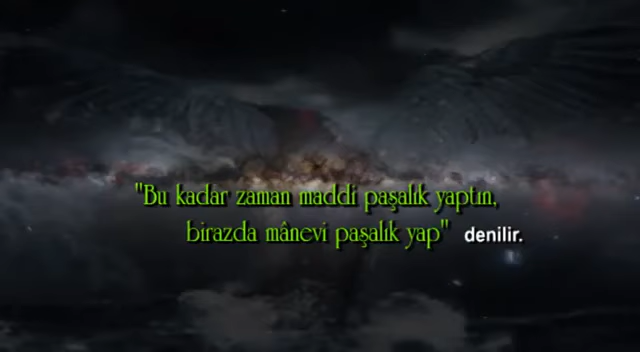 "Bu kadar zaman maddi paşalık yaptın,
birazda mânevi paşalık yap" denilir.